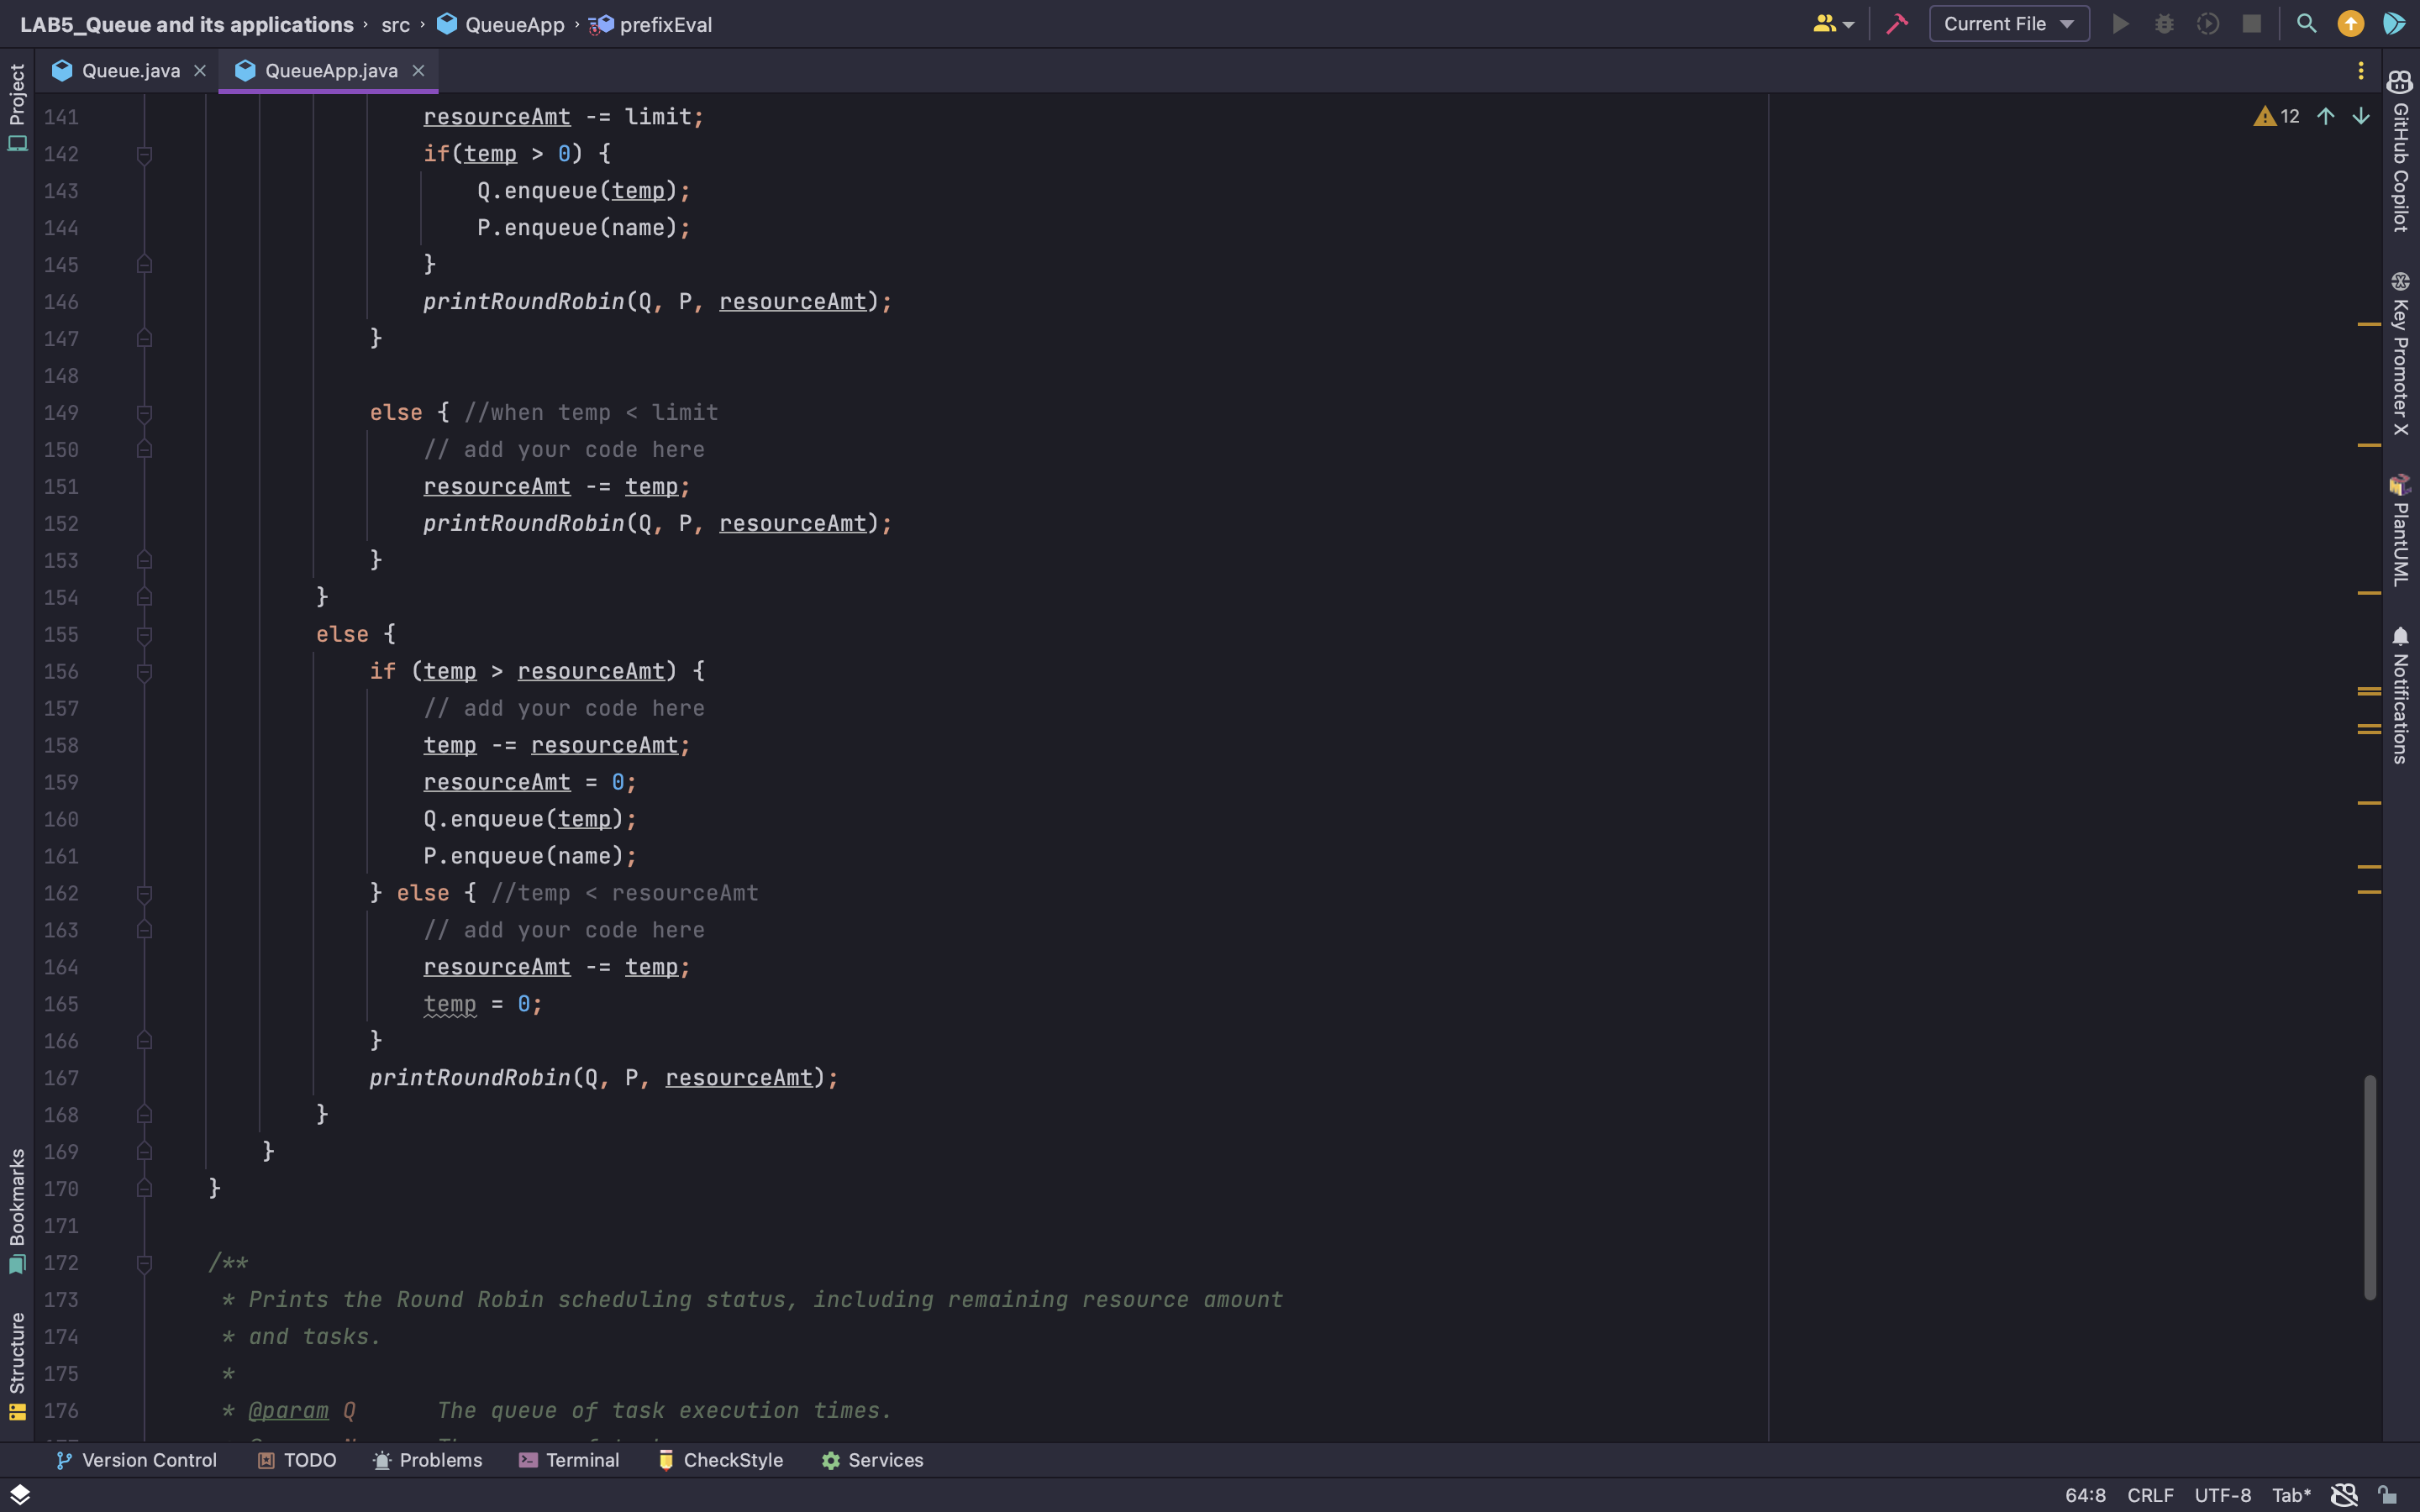 LAB5_Queue and its applications › src › QueueApp › prefixEval
Current File
Queue.java
QueueApp.java
Project
12
141 resourceAmt -= limit;
142 if(temp > 0) {
143 Q.enqueue(temp);
144 P.enqueue(name);
145 }
146 printRoundRobin(Q, P, resourceAmt);
147 }
148
149 else { //when temp < limit
150 // add your code here
151 resourceAmt -= temp;
152 printRoundRobin(Q, P, resourceAmt);
153 }
154 }
155 else {
156 if (temp > resourceAmt) {
157 // add your code here
158 temp -= resourceAmt;
159 resourceAmt = 0;
160 Q.enqueue(temp);
161 P.enqueue(name);
162 } else { //temp < resourceAmt
163 // add your code here
164 resourceAmt -= temp;
165 temp = 0;
166 }
167 printRoundRobin(Q, P, resourceAmt);
168 }
169 }
170 }
171
172 /**
173 * Prints the Round Robin scheduling status, including remaining resource amount
174 * and tasks.
175 *
176 * @param Q The queue of task execution times.
Bookmarks
Structure
GitHub Copilot
Key Promoter X
PlantUML
Notifications
Version Control
TODO
Problems
Terminal
CheckStyle
Services
64:8
CRLF
UTF-8
Tab*